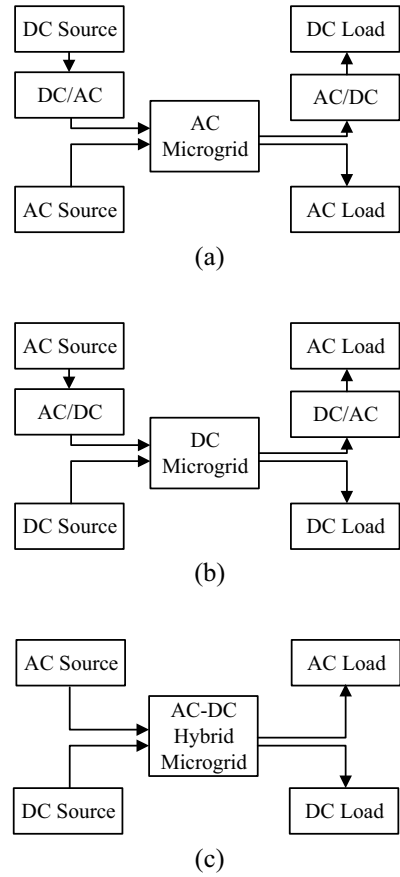 DC Source
DC Load
DC/AC
AC/DC
AC
Microgrid
AC Source
AC Load
(a)
AC Source
AC Load
AC/DC
DC/AC
DC
Microgrid
DC Source
DC Load
(b)
AC Source
AC Load
AC-DC
Hybrid
Microgrid
DC Source
DC Load
(c)